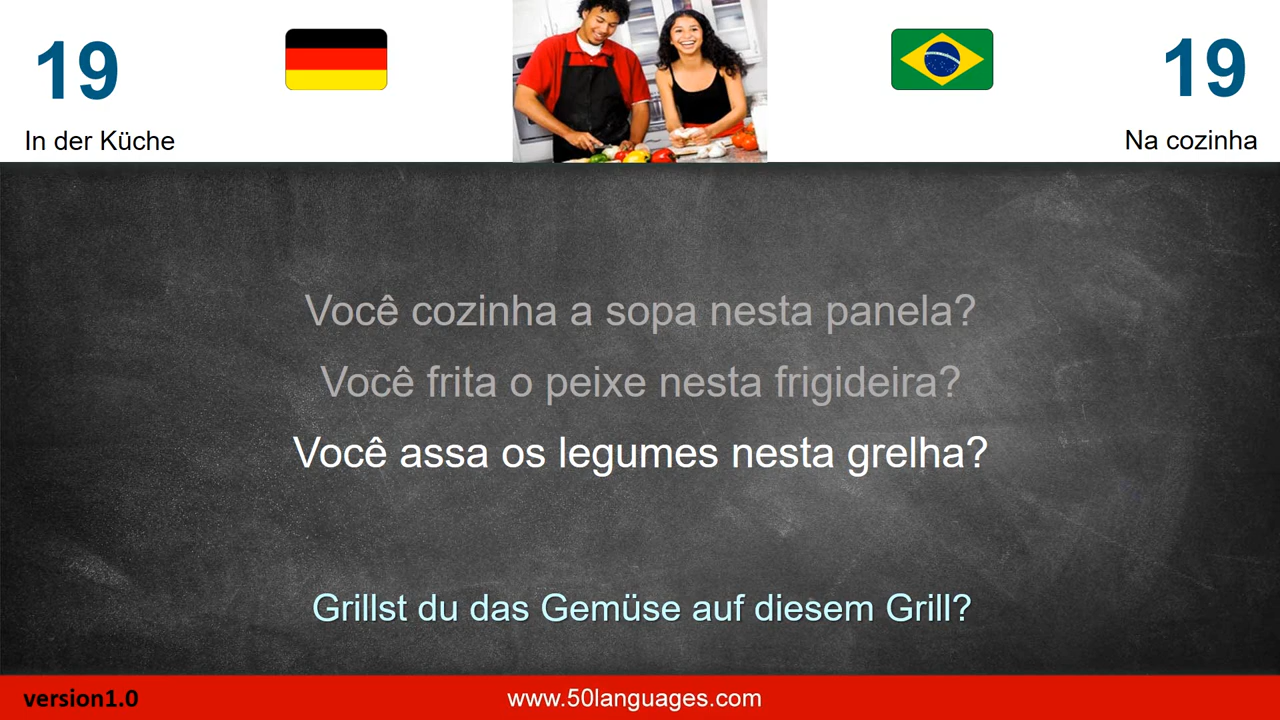 19
19
In der Küche
Na cozinha
Você cozinha a sopa nesta panela?
Você frita o peixe nesta frigideira?
Você assa os legumes nesta grelha?
Grillst du das Gemüse auf diesem Grill?
version1.0
www.50languages.com